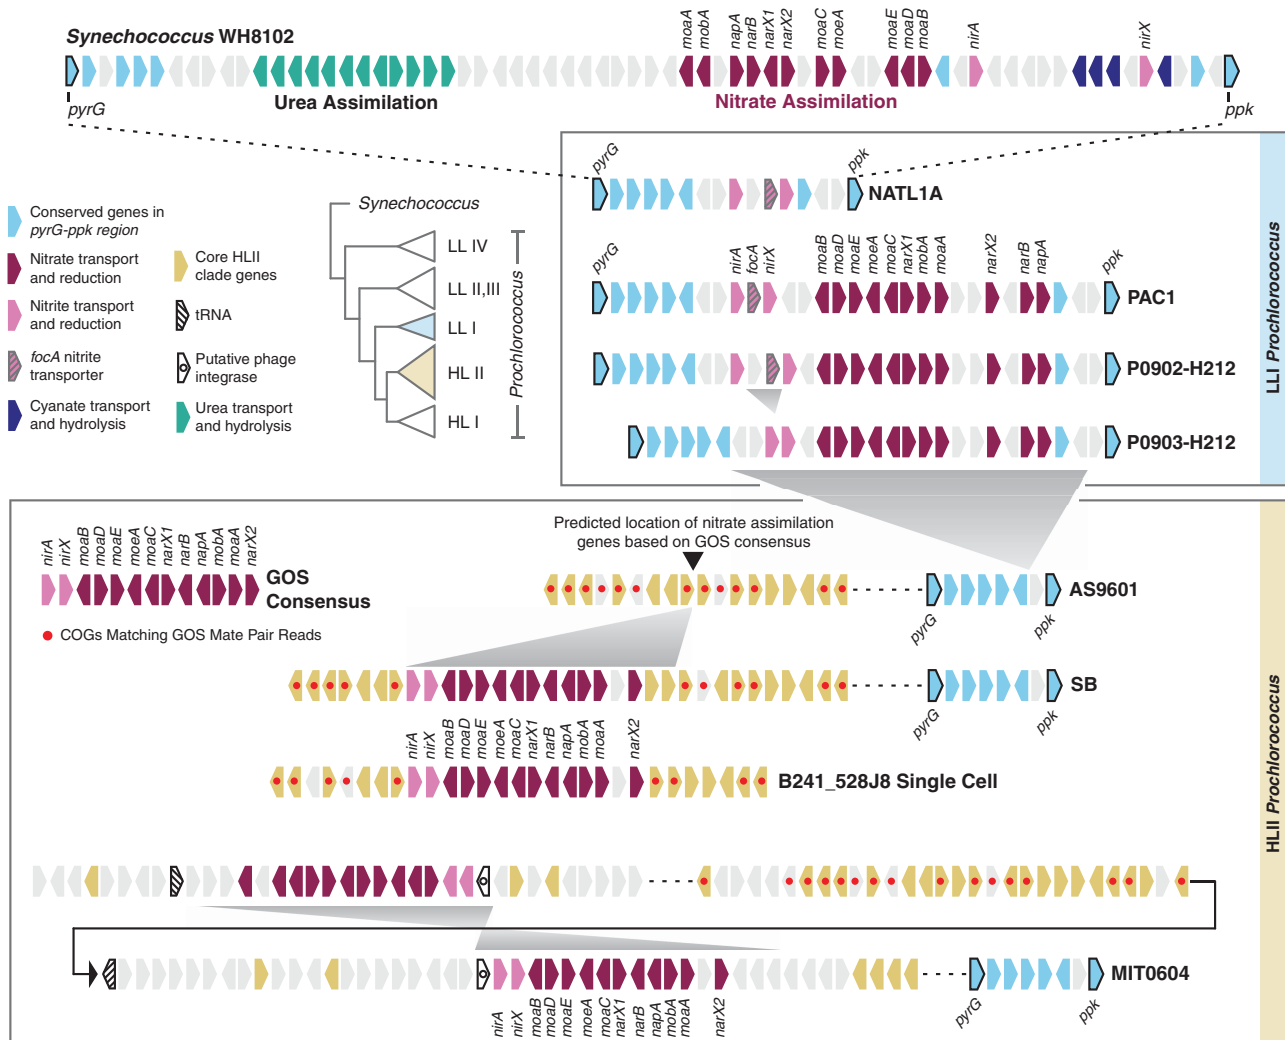 Synechococcus WH8102
moaA
mobA
napA
narB
narX1
narX2
moaC
moeA
moaE
moaD
moaB
nirA
nirX
pyrG
Urea Assimilation
Nitrate Assimilation
ppk
Conserved genes in
pyrG-ppk region
Nitrate transport
and reduction
Nitrite transport
and reduction
focA nitrite
transporter
Cyanate transport
and hydrolysis
Core HLII
clade genes
tRNA
Putative phage
integrase
Urea transport
and hydrolysis
Synechococcus
LL IV
LL II,III
LL I
HL II
HL I
Prochlorococcus
pyrG
ppk
NATL1A
pyrG
nirA
focA
nirX
moaB
moaD
moaE
moeA
moaC
narX1
mobA
moaA
narX2
narB
napA
ppk
PAC1
P0902-H212
P0903-H212
LLI Prochlorococcus
nirA
nirX
moaB
moaD
moaE
moeA
moaC
narX1
narB
napA
mobA
moaA
narX2
GOS
Consensus
COGs Matching GOS Mate Pair Reads
Predicted location of nitrate assimilation
genes based on GOS consensus
AS9601
pyrG
ppk
SB
pyrG
ppk
nirA
nirX
moaB
moaD
moaE
moeA
moaC
narX1
narB
napA
mobA
moaA
narX2
B241_528J8 Single Cell
MIT0604
nirA
nirX
moaB
moaD
moaE
moeA
moaC
narX1
narB
napA
mobA
moaA
narX2
pyrG
ppk
HLII Prochlorococcus